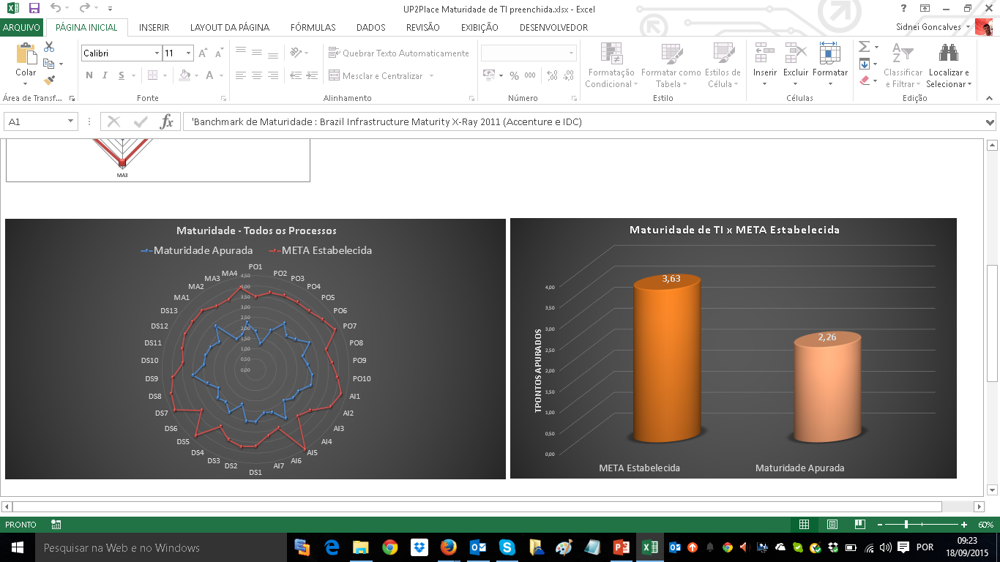 UP2Place Maturidade de TI preenchida.xlsx - Excel
ARQUIVO PÁGINA INICIAL INSERIR LAYOUT DA PÁGINA FÓRMULAS DADOS REVISÃO EXIBIÇÃO DESENVOLVEDOR Sidnei Goncalves
Colar
Calibri 11
N I S
Quebrar Texto Automaticamente
Mesclar e Centralizar
% 000
Formatação Condicional
Formatar como Tabela
Estilos de Célula
Inserir Excluir Formatar
Classificar e Filtrar
Localizar e Selecionar
Área de Transf... Fonte Alinhamento Número Estilo Células Edição
A1 fx 'Banchmark de Maturidade : Brazil Infrastructure Maturity X-Ray 2011 (Accenture e IDC)
MA3
Maturidade - Todos os Processos
Maturidade Apurada META Estabelecida
PO1
PO2
PO3
PO4
PO5
PO6
PO7
PO8
PO9
PO10
AI1
AI2
AI3
AI4
AI5
AI6
AI7
DS1
DS2
DS3
DS4
DS5
DS6
DS7
DS8
DS9
DS10
DS11
DS12
DS13
MA1
MA2
MA3
MA4
4,50
4,00
3,50
3,00
2,50
2,00
1,50
1,00
0,50
0,00
Maturidade de TI x META Estabelecida
TPONTOS APURADOS
4,00
3,50
3,00
2,50
2,00
1,50
1,00
0,50
0,00
3,63
2,26
META Estabelecida Maturidade Apurada
PRONTO 60%
Pesquisar na Web e no Windows
POR
09:23
18/09/2015